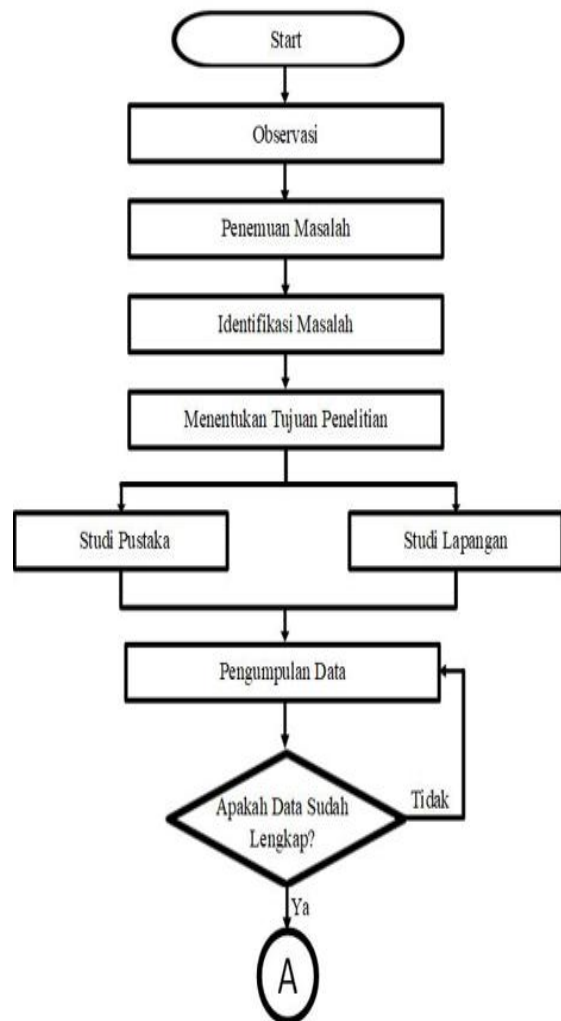 Start
Observasi
Penemuan Masalah
Identifikasi Masalah
Menentukan Tujuan Penelitian
Studi Pustaka
Studi Lapangan
Pengumpulan Data
Apakah Data Sudah
Lengkap?
Tidak
Ya
A